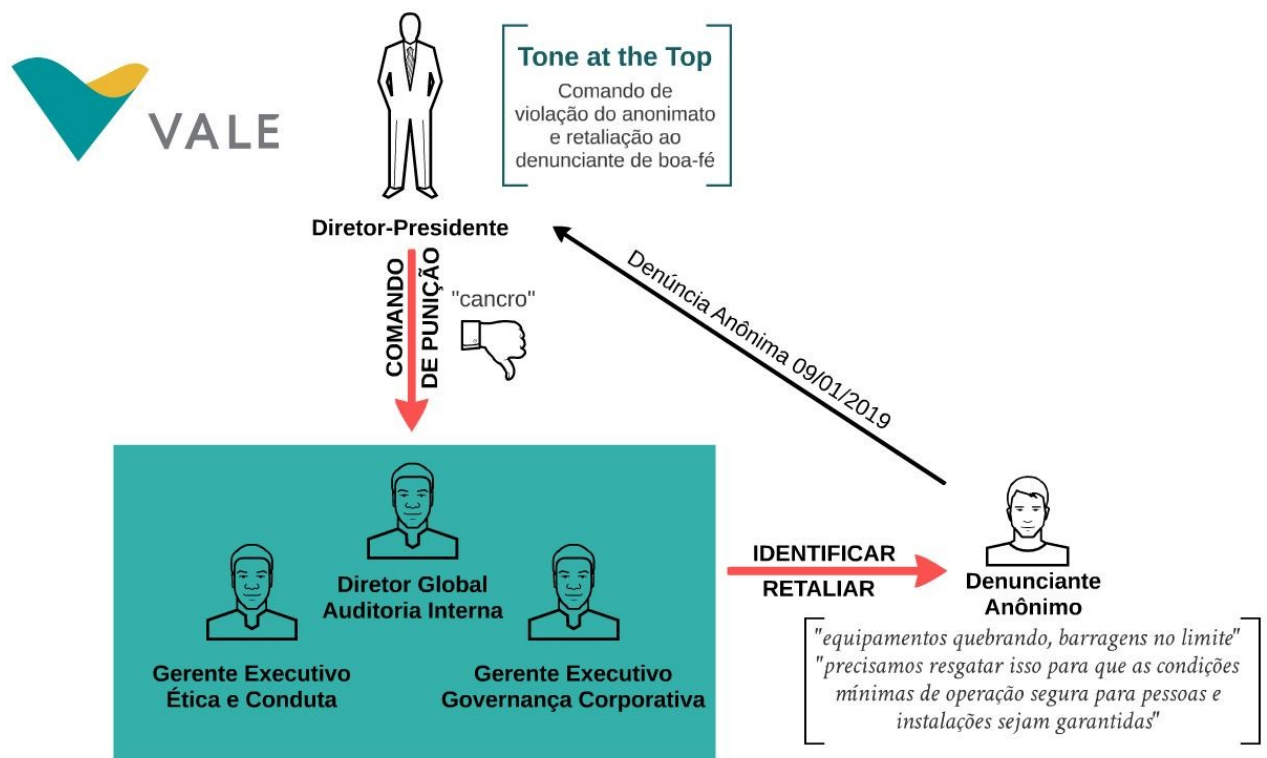 VALE
Tone at the Top
Comando de
violação do anonimato
e retaliação ao
denunciante de boa-fé
Diretor-Presidente
COMANDO
DE PUNIÇÃO
"cancro"
Denúncia Anônima 09/01/2019
Diretor Global
Auditoria Interna
Gerente Executivo
Ética e Conduta
Gerente Executivo
Governança Corporativa
IDENTIFICAR
RETALIAR
Denunciante
Anônimo
"equipamentos quebrando, barragens no limite"
"precisamos resgatar isso para que as condições
mínimas de operação segura para pessoas e
instalações sejam garantidas"